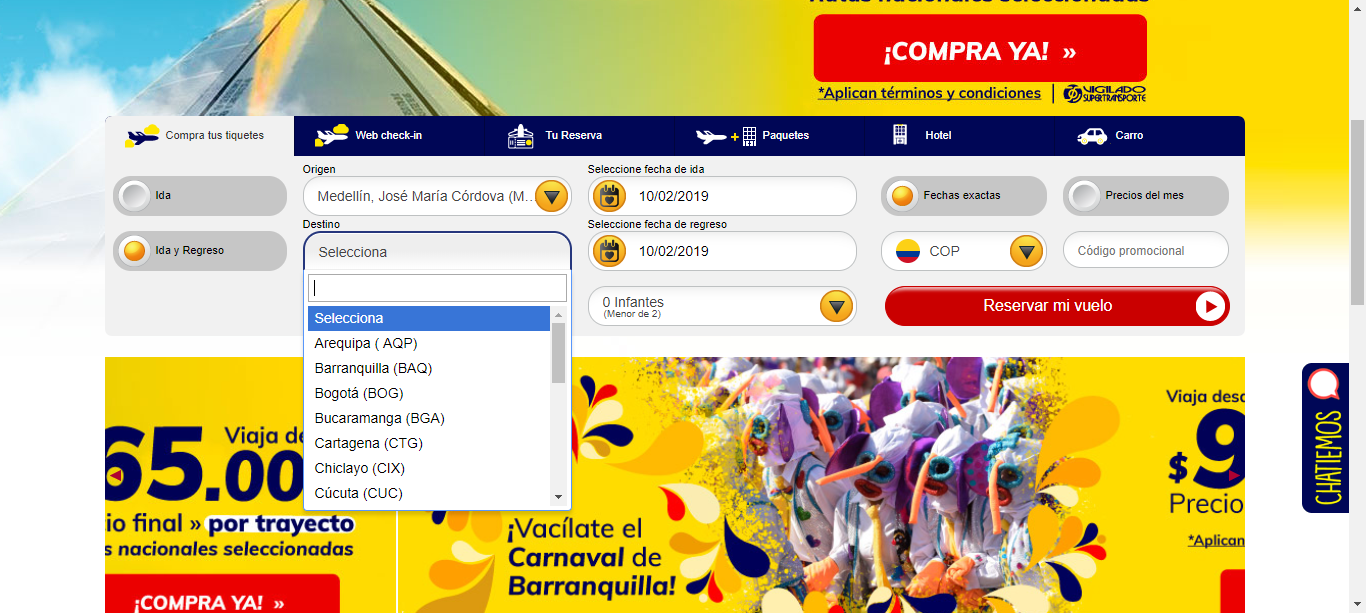 ¡COMPRA YA! »
*Aplican términos y condiciones | VIGILADO SUPERTRANSPORTE
Compra tus tiquetes
Web check-in
Tu Reserva
Paquetes
Hotel
Carro
Origen
Seleccione fecha de ida
Ida
Medellín, José María Córdova (M...
10/02/2019
Fechas exactas
Precios del mes
Destino
Seleccione fecha de regreso
Ida y Regreso
Selecciona
10/02/2019
COP
Código promocional
0 Infantes
(Menor de 2)
Reservar mi vuelo
Selecciona
Arequipa ( AQP)
Barranquilla (BAQ)
Bogotá (BOG)
Bucaramanga (BGA)
Cartagena (CTG)
Chiclayo (CIX)
Cúcuta (CUC)
Viaja de
65.00
io final » por trayecto
s nacionales seleccionadas
¡COMPRA YA! »
¡Vacílate el
Carnaval de
Barranquilla!
Viaja desd
$9
Precio
*Aplican
CHATIEMOS